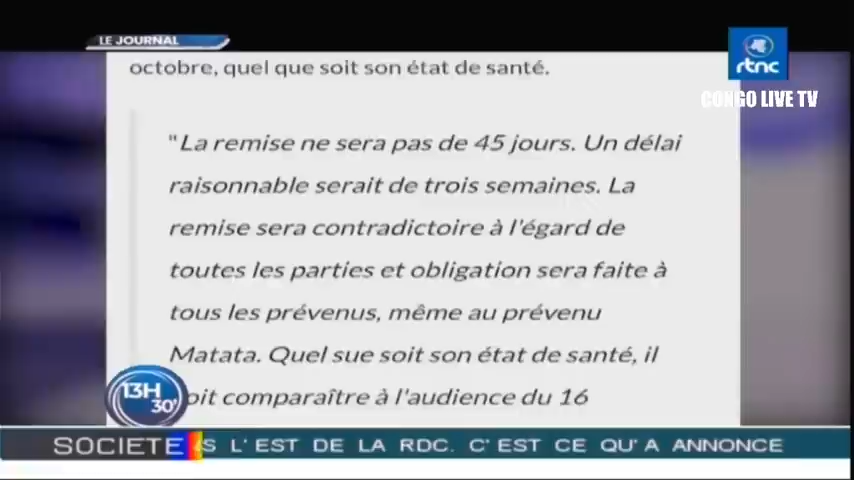 LE JOURNAL
rtnc
CONGO LIVE TV
octobre, quel que soit son état de santé.
"La remise ne sera pas de 45 jours. Un délai
raisonnable serait de trois semaines. La
remise sera contradictoire à l'égard de
toutes les parties et obligation sera faite à
tous les prévenus, même au prévenu
Matata. Quel sue soit son état de santé, il
oit comparaître à l'audience du 16
13H
30'
SOCIETE
S L'EST DE LA RDC. C'EST CE QU'A ANNONCE